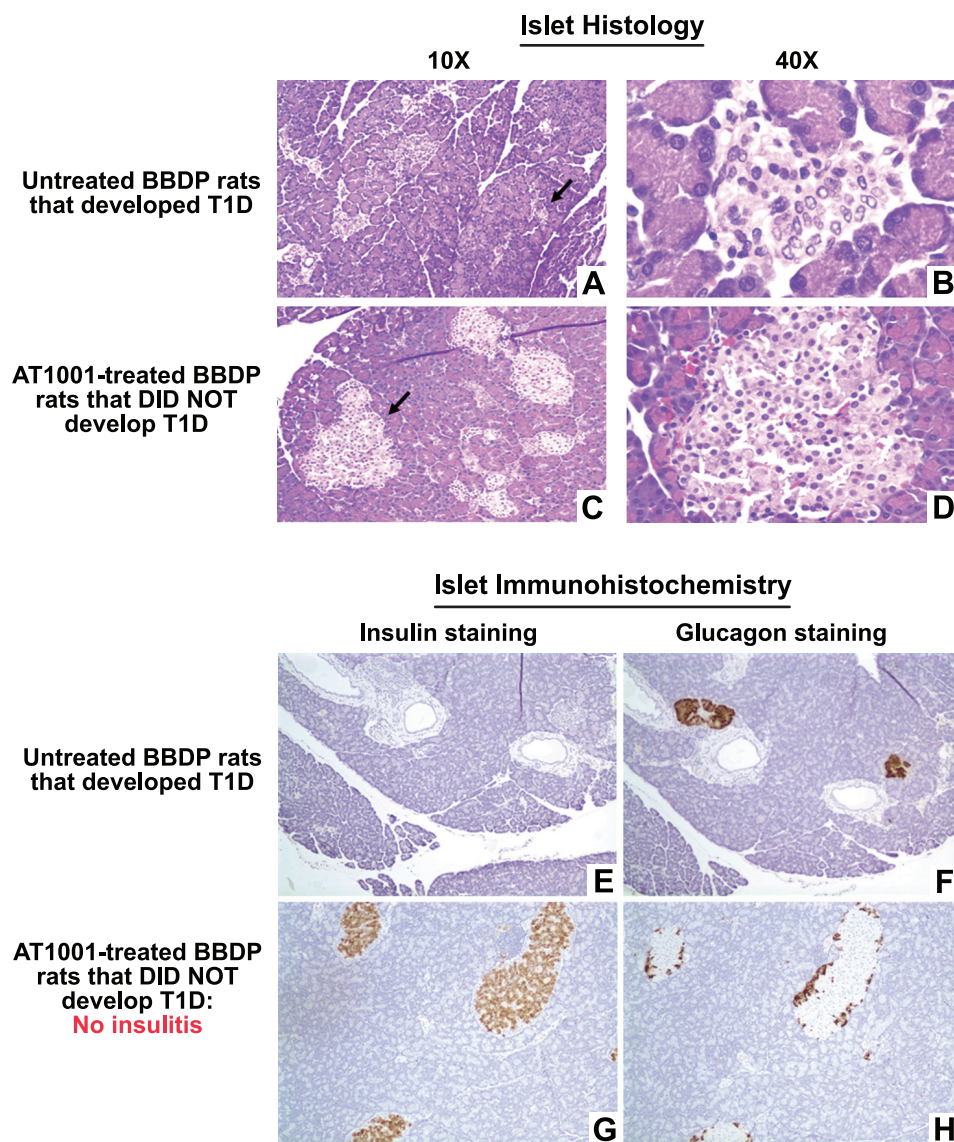 Islet Histology
10X
40X
Untreated BBDP rats
that developed T1D
A
B
AT1001-treated BBDP
rats that DID NOT
develop T1D
C
D
Islet Immunohistochemistry
Insulin staining
Glucagon staining
Untreated BBDP rats
that developed T1D
E
F
AT1001-treated BBDP
rats that DID NOT
develop T1D:
No insulitis
G
H